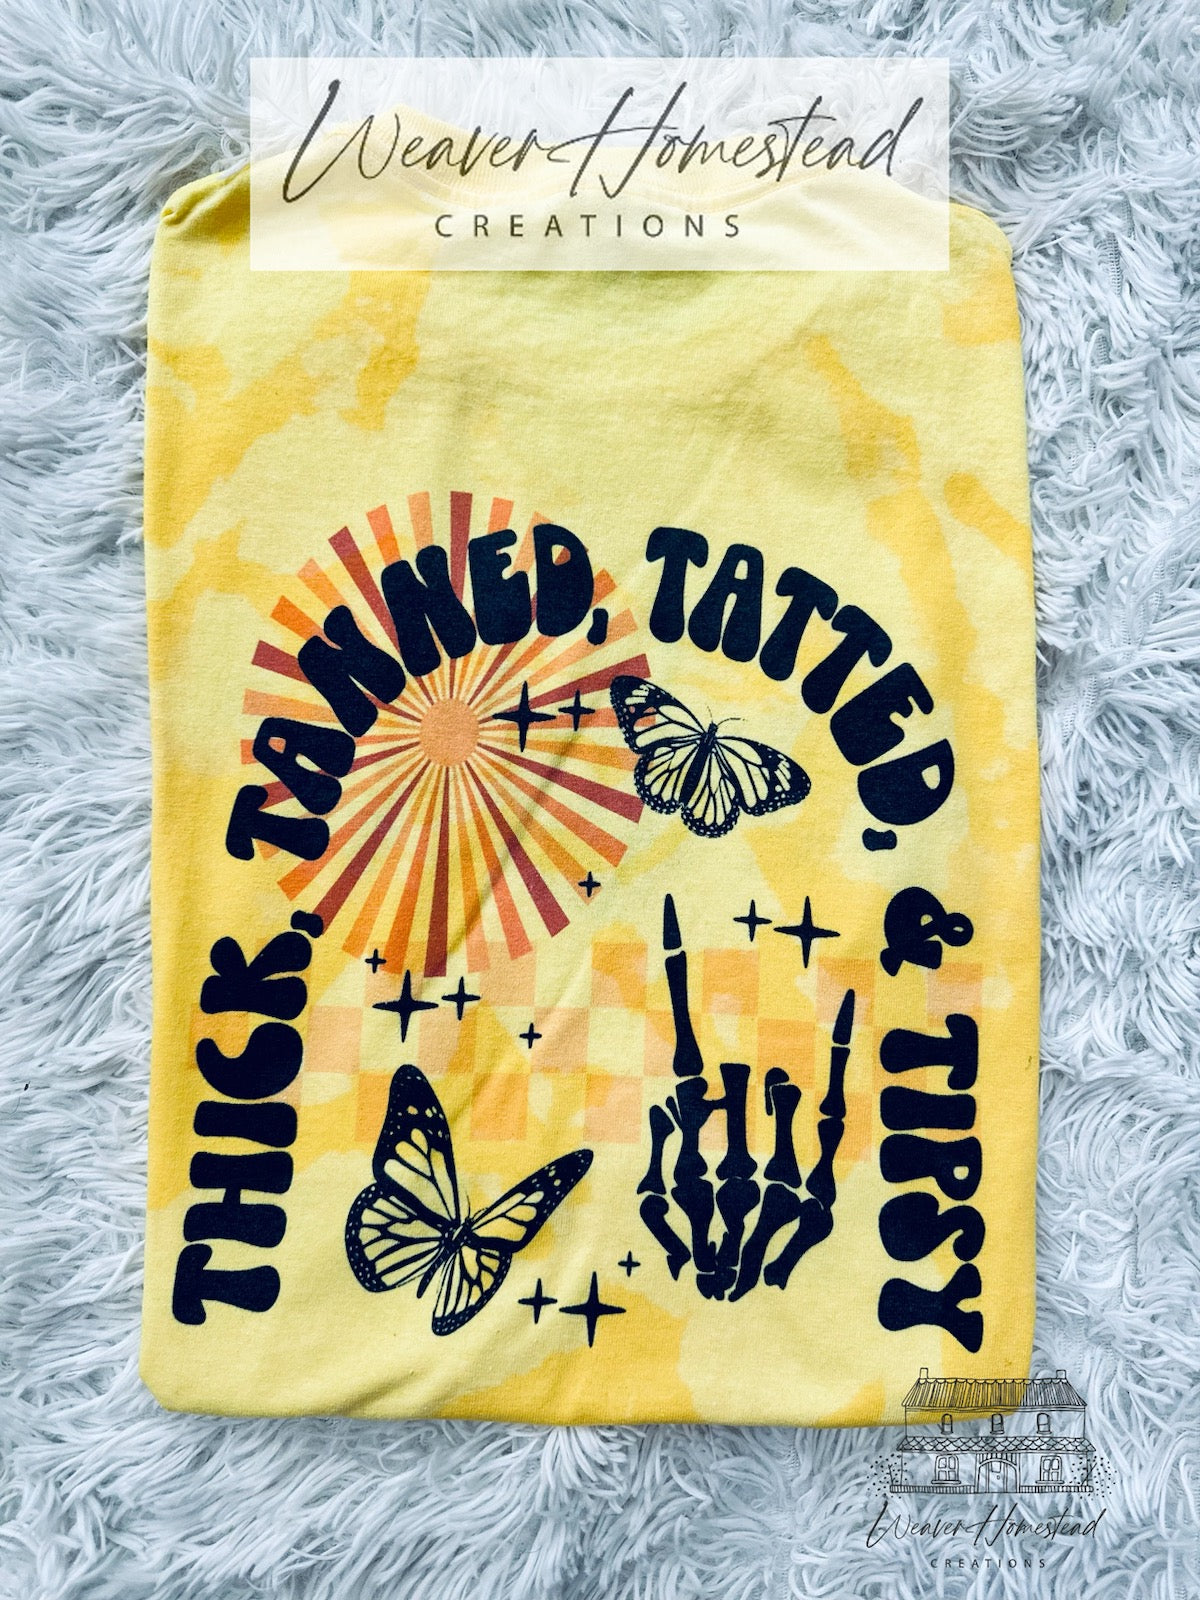 Weaver Homestead
CREATIONS
THICK, TANNED, TATTED, & TIPSY
Weaver Homestead
CREATIONS